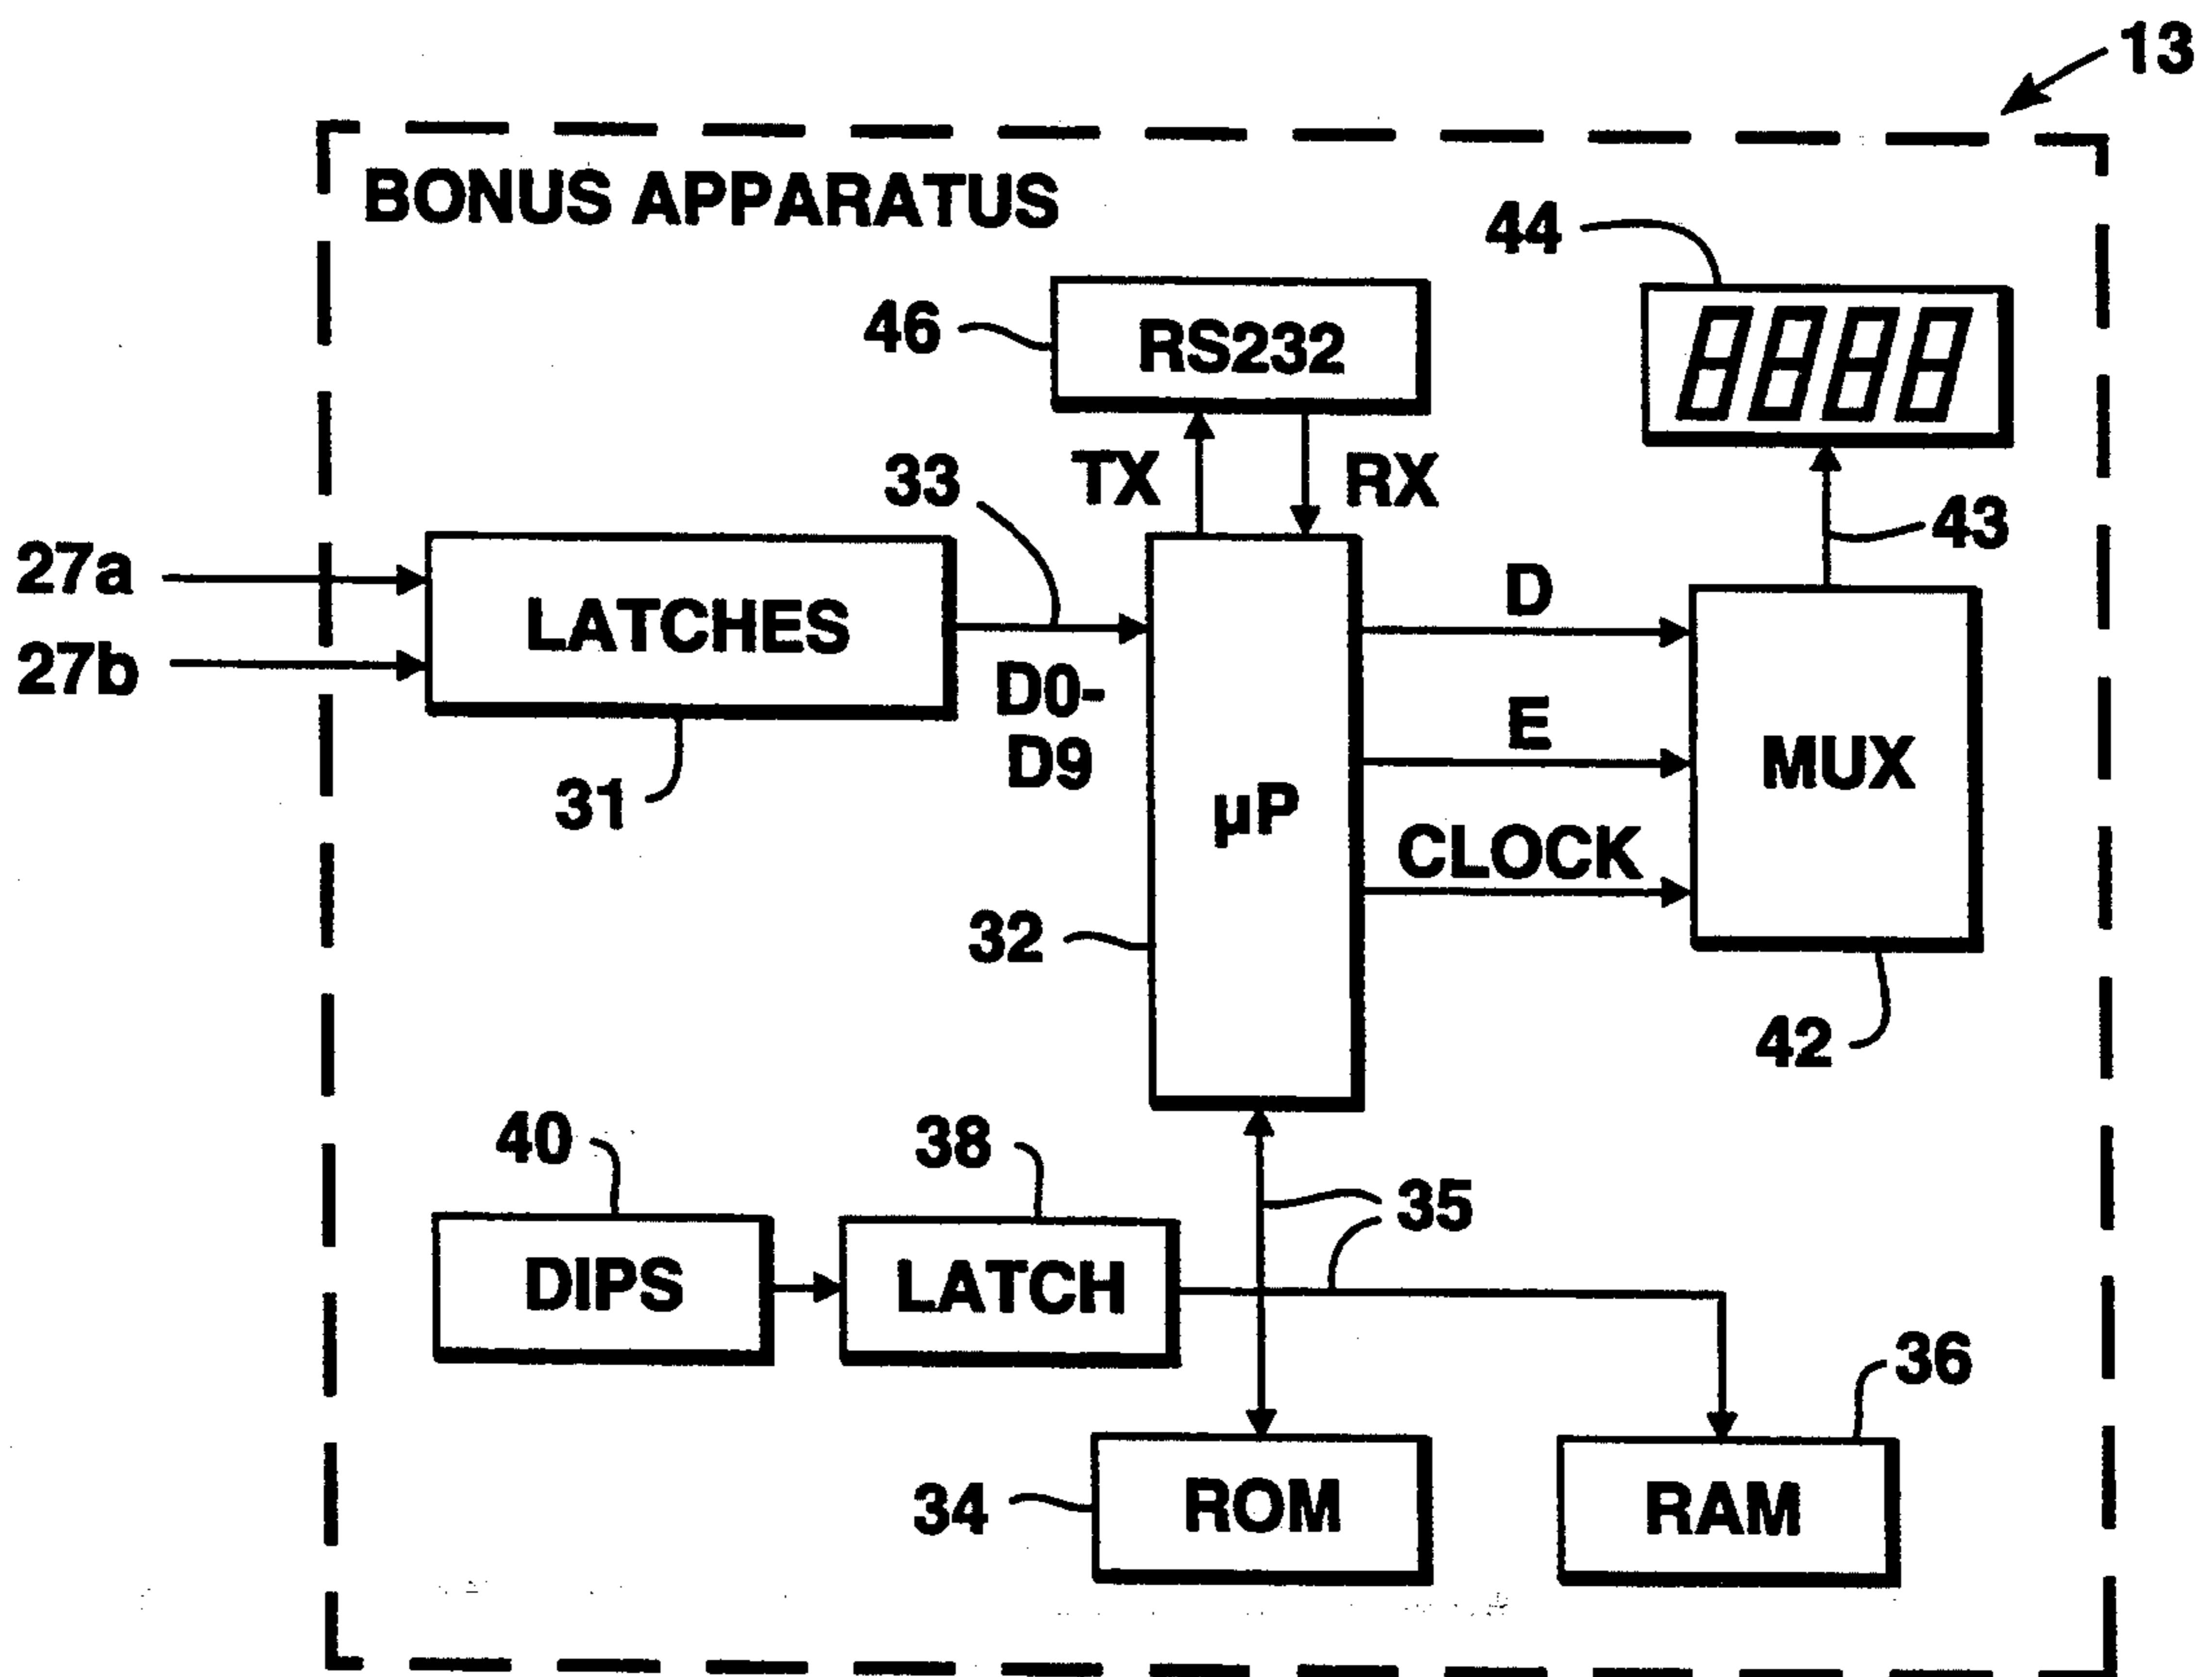 13
BONUS APPARATUS
44
46
RS232
8888
33
TX
RX
43
27a
LATCHES
D
27b
D0-
D9
E
MUX
31
µP
CLOCK
32
42
40
38
35
DIPS
LATCH
36
34
ROM
RAM